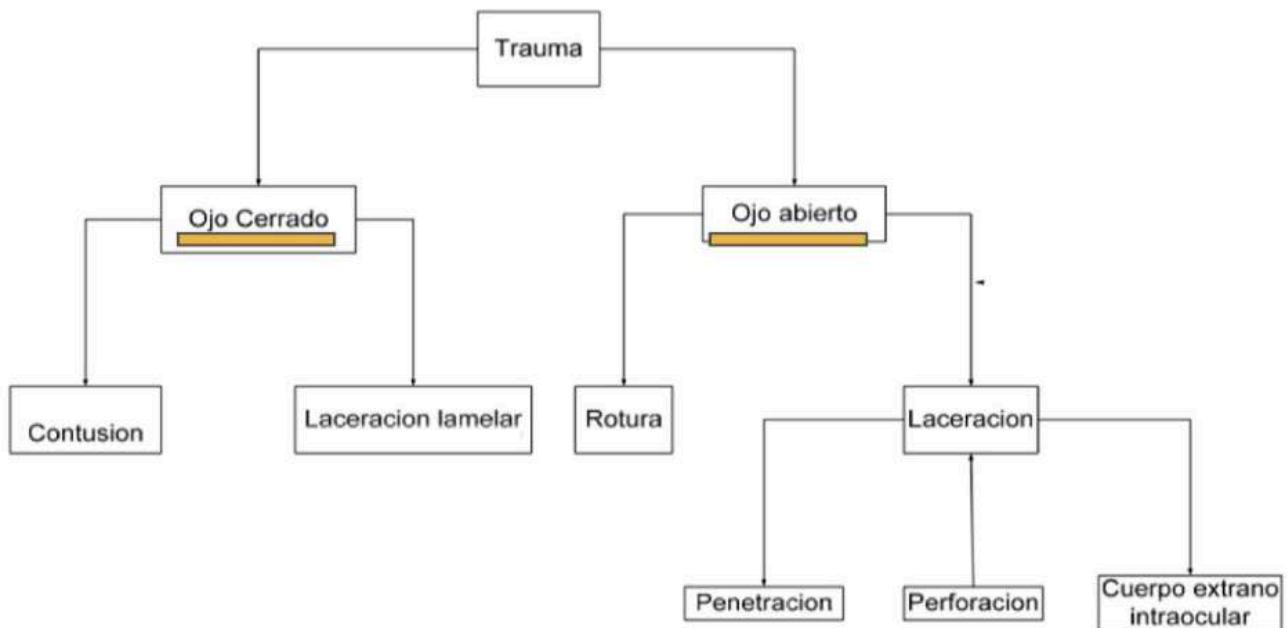 Trauma
Ojo Cerrado
Ojo abierto
Contusion
Laceracion lamelar
Rotura
Laceracion
Penetracion
Perforacion
Cuerpo extrano
intraocular